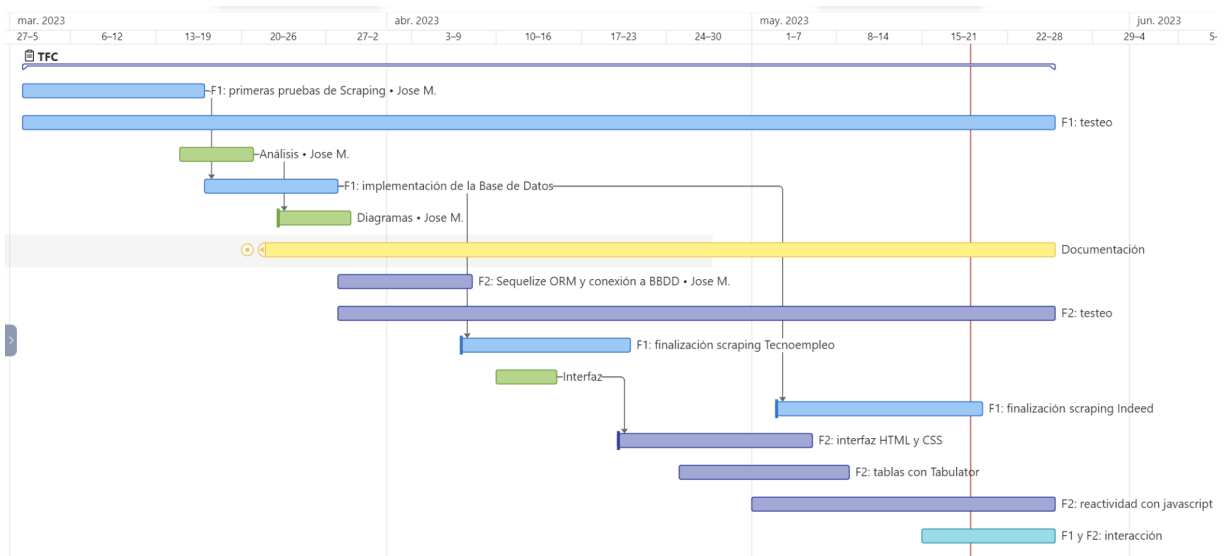 mar. 2023 abr. 2023 may. 2023 jun. 2023
27–5 6–12 13–19 20–26 27–2 3–9 10–16 17–23 24–30 1–7 8–14 15–21 22–28 29–4 5–
TFC
F1: primeras pruebas de Scraping • Jose M.
F1: testeo
Análisis • Jose M.
F1: implementación de la Base de Datos
Diagramas • Jose M.
Documentación
F2: Sequelize ORM y conexión a BBDD • Jose M.
F2: testeo
F1: finalización scraping Tecnoempleo
Interfaz
F1: finalización scraping Indeed
F2: interfaz HTML y CSS
F2: tablas con Tabulator
F2: reactividad con javascript
F1 y F2: interacción